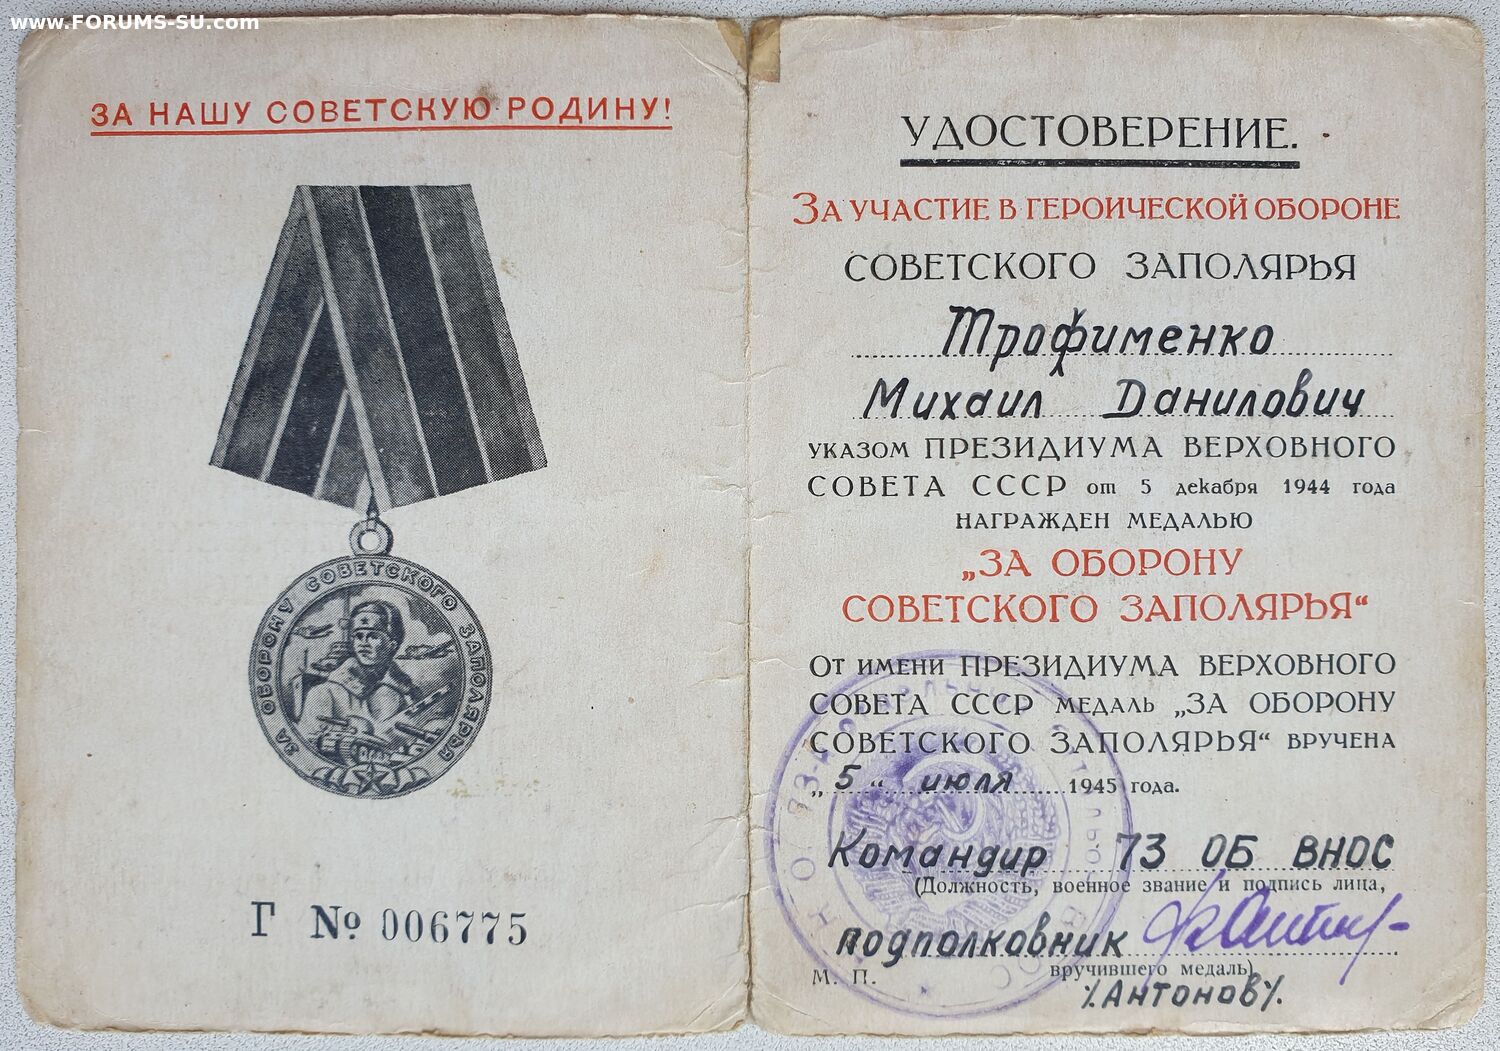 www.FORUMS-SU.com
ЗА НАШУ СОВЕТСКУЮ РОДИНУ!
ЗА ОБОРОНУ СОВЕТСКОГО ЗАПОЛЯРЬЯ
Г № 006775
УДОСТОВЕРЕНИЕ.
ЗА УЧАСТИЕ В ГЕРОИЧЕСКОЙ ОБОРОНЕ
СОВЕТСКОГО ЗАПОЛЯРЬЯ
Трофименко
Михаил Данилович
УКАЗОМ ПРЕЗИДИУМА ВЕРХОВНОГО
СОВЕТА СССР от 5 декабря 1944 года
НАГРАЖДЕН МЕДАЛЬЮ
„ЗА ОБОРОНУ
СОВЕТСКОГО ЗАПОЛЯРЬЯ“
ОТ ИМЕНИ ПРЕЗИДИУМА ВЕРХОВНОГО
СОВЕТА СССР МЕДАЛЬ „ЗА ОБОРОНУ
СОВЕТСКОГО ЗАПОЛЯРЬЯ“ ВРУЧЕНА
„5“ июля 1945 года.
Командир 73 ОБ ВНОС
(Должность, военное звание и подпись лица,
подполковник
М. П. вручившего медаль)
/.АНТОНОВ/.